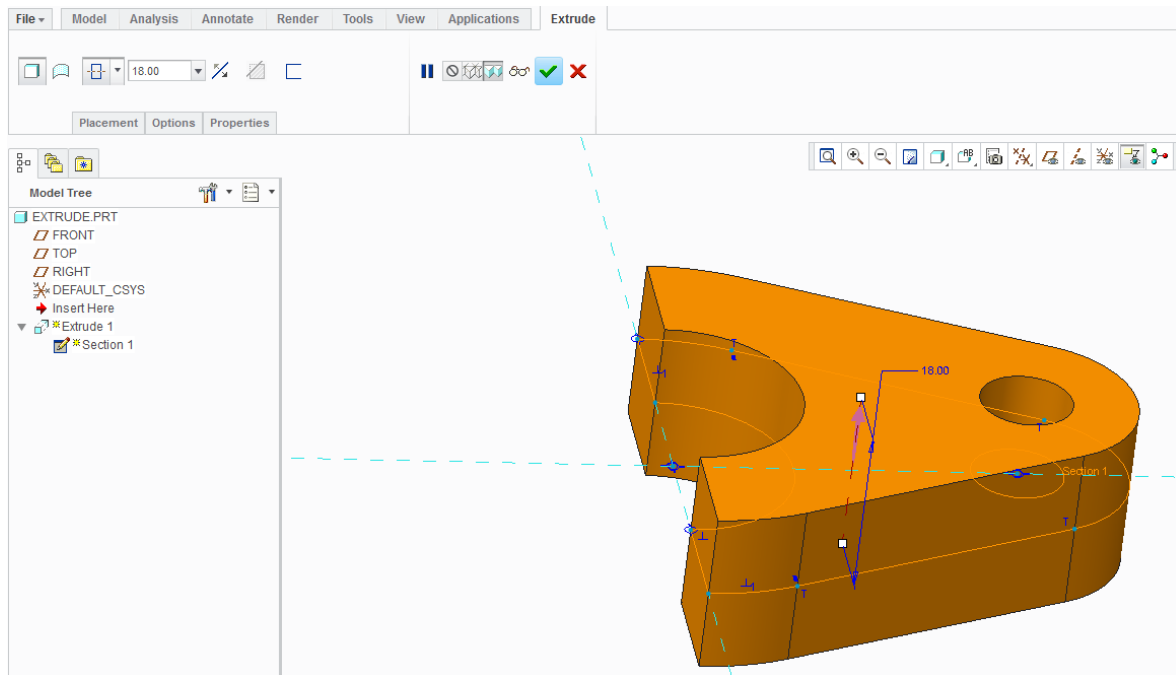 File Model Analysis Annotate Render Tools View Applications Extrude
18.00
Placement Options Properties
AB
Model Tree
EXTRUDE.PRT
FRONT
TOP
RIGHT
DEFAULT_CSYS
Insert Here
Extrude 1
Section 1
18.00
Section 1
T
T
T
T